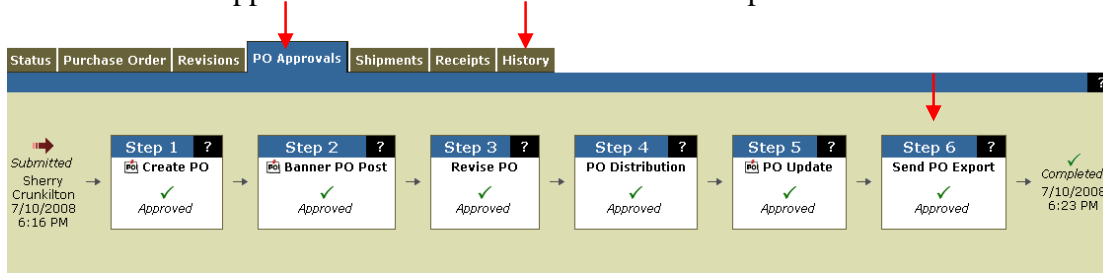 Status Purchase Order Revisions PO Approvals Shipments Receipts History
?
Submitted
Sherry
Crunkilton
7/10/2008
6:16 PM
Step 1 ?
PO Create PO
Approved
Step 2 ?
PO Banner PO Post
Approved
Step 3 ?
Revise PO
Approved
Step 4 ?
PO Distribution
Approved
Step 5 ?
PO PO Update
Approved
Step 6 ?
Send PO Export
Approved
Completed
7/10/2008
6:23 PM